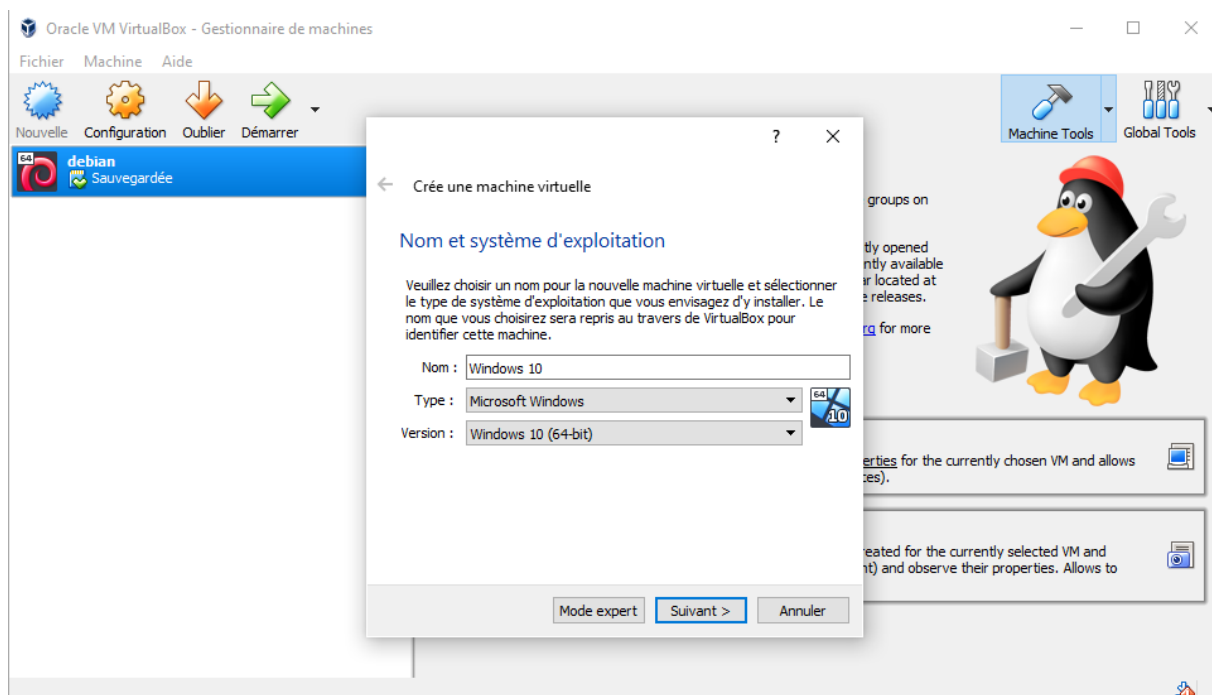 Oracle VM VirtualBox - Gestionnaire de machines
Fichier Machine Aide
Nouvelle Configuration Oublier Démarrer
Machine Tools Global Tools
64
debian
Sauvegardée
? ×
Crée une machine virtuelle
Nom et système d'exploitation
Veuillez choisir un nom pour la nouvelle machine virtuelle et sélectionner
le type de système d'exploitation que vous envisagez d'y installer. Le
nom que vous choisirez sera repris au travers de VirtualBox pour
identifier cette machine.
Nom : Windows 10
Type : Microsoft Windows
64
10
Version : Windows 10 (64-bit)
Mode expert Suivant > Annuler
groups on
tly opened
ntly available
ar located at
e releases.
rg for more
erties for the currently chosen VM and allows
ces).
reated for the currently selected VM and
nt) and observe their properties. Allows to